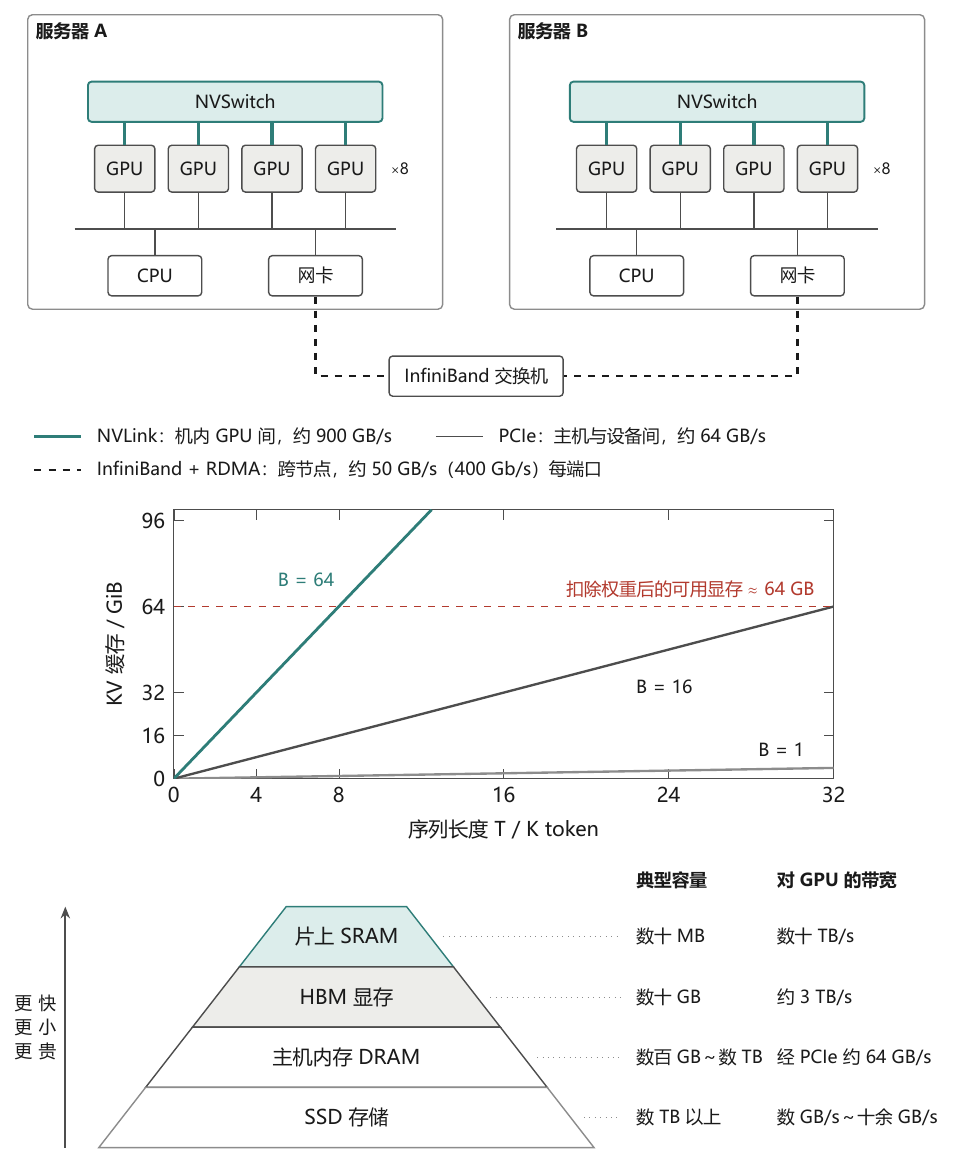 服务器 A
服务器 B
NVSwitch
NVSwitch
GPU GPU GPU GPU ×8
GPU GPU GPU GPU ×8
CPU 网卡
CPU 网卡
InfiniBand 交换机
NVLink：机内 GPU 间，约 900 GB/s
PCIe：主机与设备间，约 64 GB/s
InfiniBand + RDMA：跨节点，约 50 GB/s（400 Gb/s）每端口
KV 缓存 / GiB
96
64
32
16
0
B = 64
扣除权重后的可用显存 ≈ 64 GB
B = 16
B = 1
0 4 8 16 24 32
序列长度 T / K token
典型容量 对 GPU 的带宽
片上 SRAM 数十 MB 数十 TB/s
HBM 显存 数十 GB 约 3 TB/s
主机内存 DRAM 数百 GB～数 TB 经 PCIe 约 64 GB/s
SSD 存储 数 TB 以上 数 GB/s～十余 GB/s
更 快
更 小
更 贵